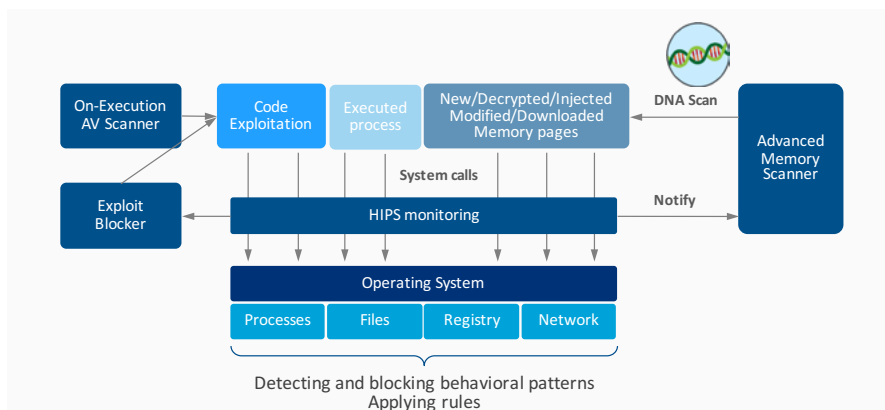 On-Execution
AV Scanner
Code
Exploitation
Executed
process
New/Decrypted/Injected
Modified/Downloaded
Memory pages
DNA Scan
Advanced
Memory
Scanner
System calls
Exploit
Blocker
HIPS monitoring
Notify
Operating System
Processes
Files
Registry
Network
Detecting and blocking behavioral patterns
Applying rules